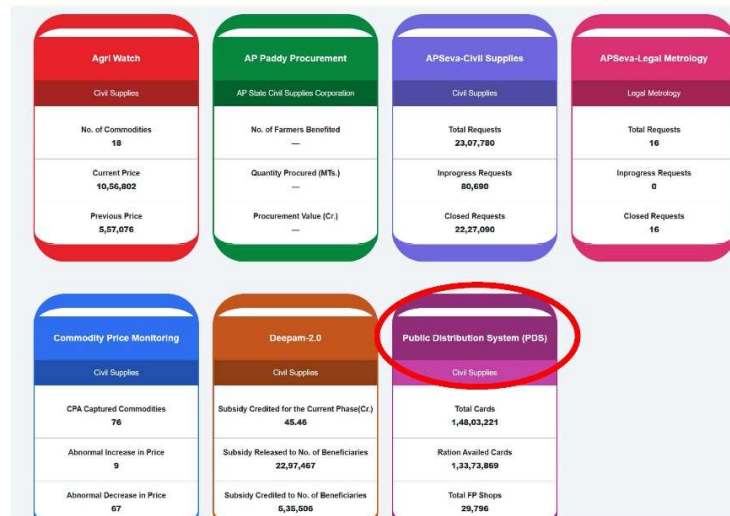 Agri Watch
Civil Supplies
No. of Commodities
18
Current Price
10,56,802
Previous Price
5,57,076
AP Paddy Procurement
AP State Civil Supplies Corporation
No. of Farmers Benefited
—
Quantity Procured (MTs.)
—
Procurement Value (Cr.)
—
APSeva-Civil Supplies
Civil Supplies
Total Requests
23,07,780
Inprogress Requests
80,690
Closed Requests
22,27,090
APSeva-Legal Metrology
Legal Metrology
Total Requests
16
Inprogress Requests
0
Closed Requests
16
Commodity Price Monitoring
Civil Supplies
CPA Captured Commodities
76
Abnormal Increase in Price
9
Abnormal Decrease in Price
67
Deepam-2.0
Civil Supplies
Subsidy Credited for the Current Phase(Cr.)
45.46
Subsidy Released to No. of Beneficiaries
22,97,467
Subsidy Credited to No. of Beneficiaries
5,35,506
Public Distribution System (PDS)
Civil Supplies
Total Cards
1,48,03,221
Ration Availed Cards
1,33,73,869
Total FP Shops
29,796